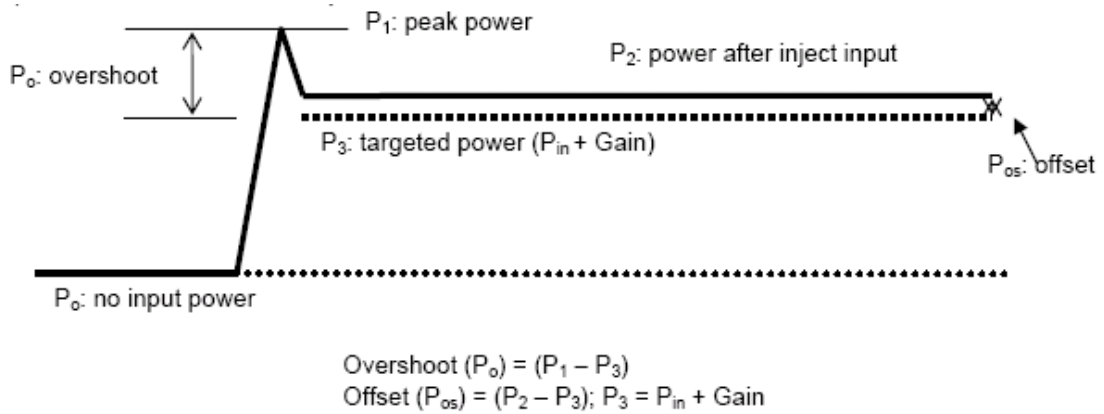 P₁: peak power
P₂: power after inject input
Pₒ: overshoot
P₃: targeted power (Pᵢₙ + Gain)
Pₒₛ: offset
Pₒ: no input power
Overshoot (Pₒ) = (P₁ – P₃)
Offset (Pₒₛ) = (P₂ – P₃); P₃ = Pᵢₙ + Gain